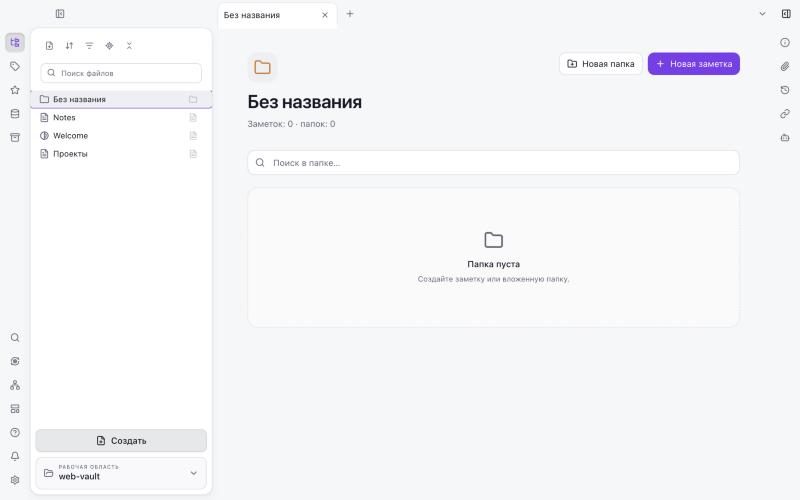 Без названия
Поиск файлов
Без названия
Notes
Welcome
Проекты
Создать
РАБОЧАЯ ОБЛАСТЬ
web-vault
Новая папка
Новая заметка
Без названия
Заметок: 0 · папок: 0
Поиск в папке...
Папка пуста
Создайте заметку или вложенную папку.